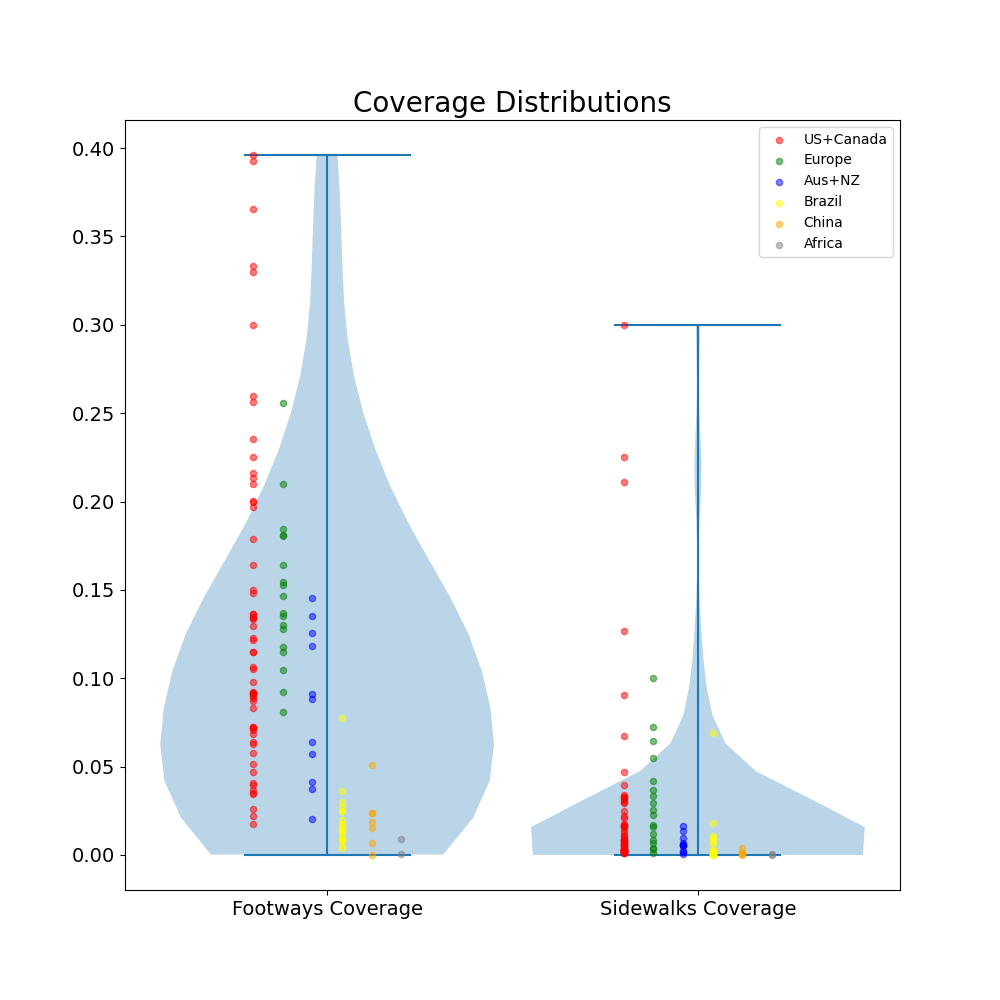 Coverage Distributions
0.40
0.35
0.30
0.25
0.20
0.15
0.10
0.05
0.00
US+Canada
Europe
Aus+NZ
Brazil
China
Africa
Footways Coverage
Sidewalks Coverage